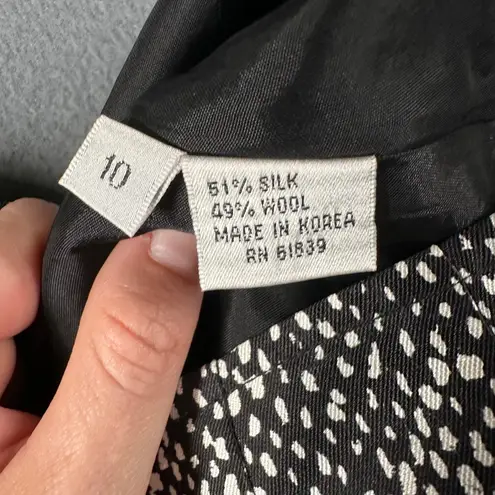 10
51% SILK
49% WOOL
MADE IN KOREA
RN 61839